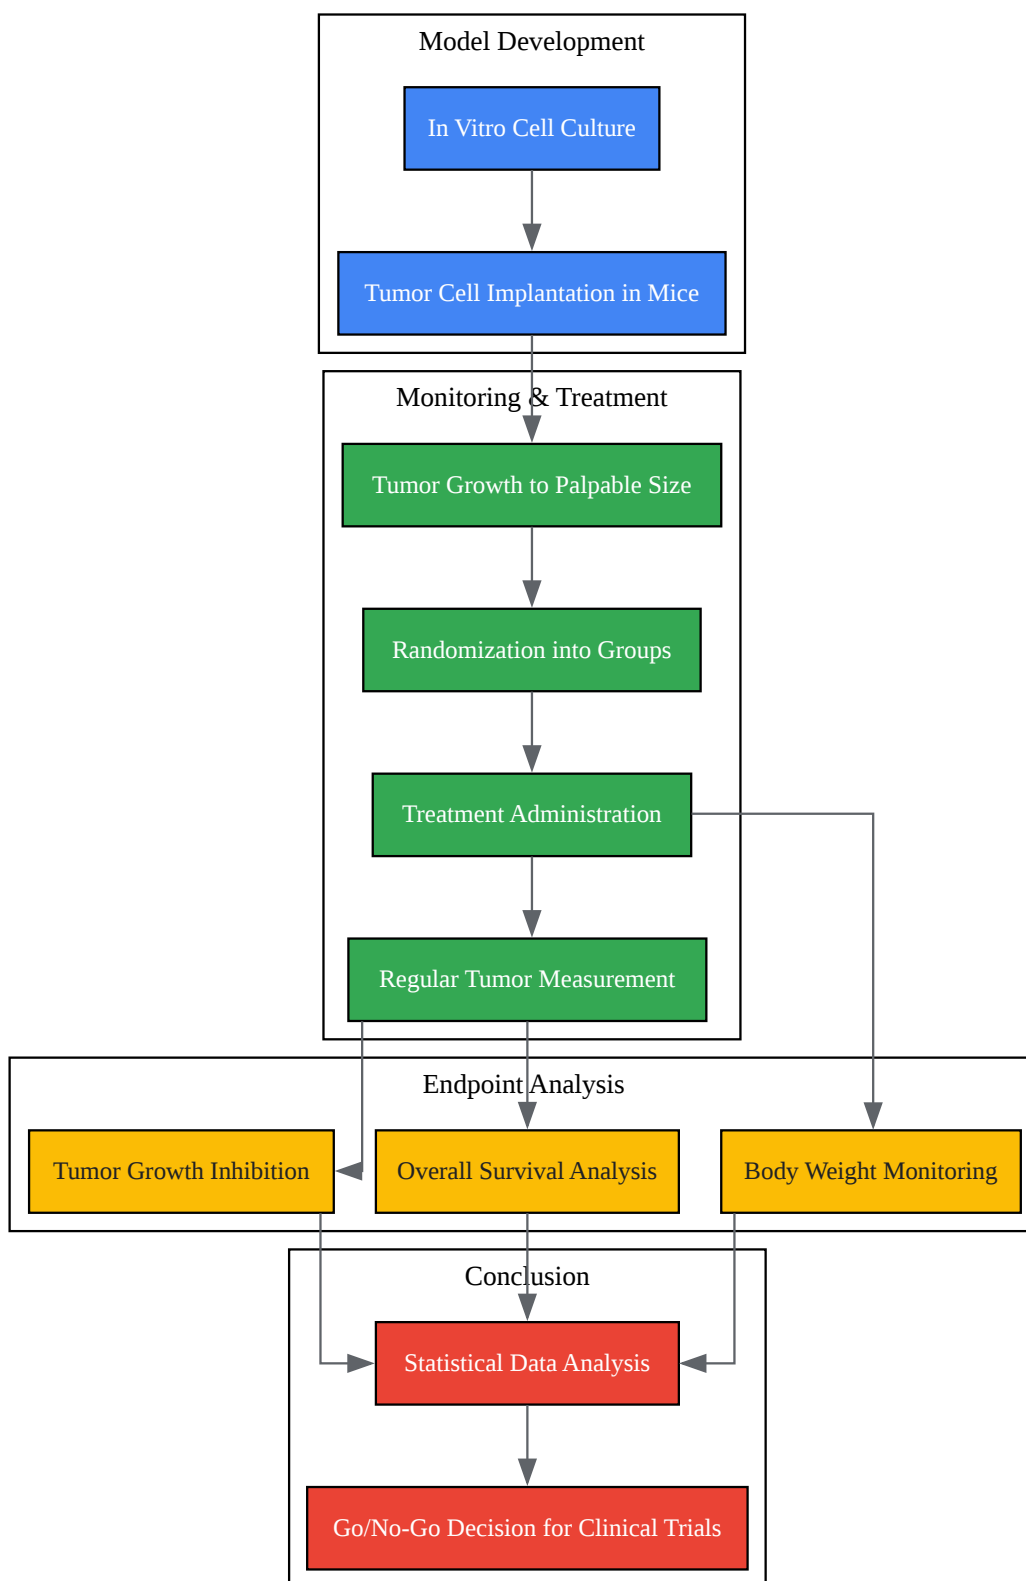 Model Development
In Vitro Cell Culture
Tumor Cell Implantation in Mice
Monitoring & Treatment
Tumor Growth to Palpable Size
Randomization into Groups
Treatment Administration
Regular Tumor Measurement
Endpoint Analysis
Tumor Growth Inhibition
Overall Survival Analysis
Body Weight Monitoring
Conclusion
Statistical Data Analysis
Go/No-Go Decision for Clinical Trials